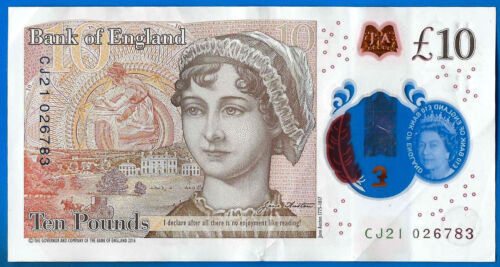 Bank of England
10
JA
£10
CJ21 026783
£10 BANK OF ENGLAND £10 BANK OF ENGLAND
3
Jane Austen
Jane Austen 1775-1817
Ten Pounds
I declare after all there is no enjoyment like reading!
© THE GOVERNOR AND COMPANY OF THE BANK OF ENGLAND 2016
CJ21 026783